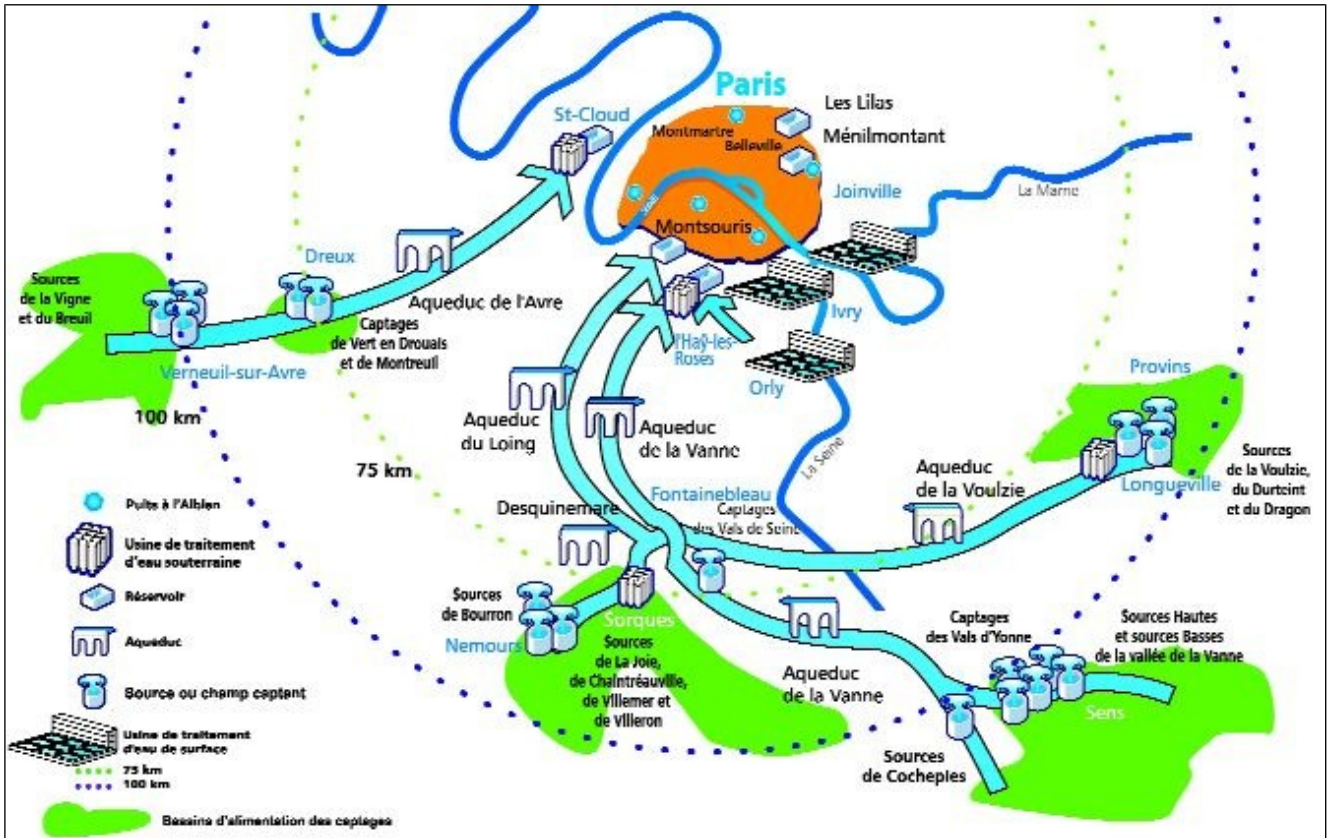 Paris
St-Cloud
Les Lilas
Ménilmontant
Montmartre
Belleville
Joinville
La Marne
Montsouris
Dreux
Sources
de la Vigne
et du Breuil
Aqueduc de l'Avre
Captages
de Vert en Drouais
et de Montreuil
Verneuil-sur-Avre
l'Haÿ-les-
Roses
Ivry
Orly
Provins
100 km
Aqueduc
du Loing
Aqueduc
de la Vanne
La Seine
75 km
Aqueduc
de la Voulzie
Longueville
Sources
de la Voulzie,
du Durteint
et du Dragon
Fontainebleau
Captages
des Vals de Seine
Desquinemare
Puits à l'Albien
Usine de traitement
d'eau souterraine
Réservoir
Aqueduc
Source ou champ captant
Usine de traitement
d'eau de surface
75 km
100 km
Bassins d'alimentation des captages
Sources
de Bourron
Nemours
Sorques
Sources
de La Joie,
de Chaintréauville,
de Villemer et
de Villeron
Aqueduc
de la Vanne
Captages
des Vals d'Yonne
Sources Hautes
et sources Basses
de la vallée de la Vanne
Sens
Sources
de Cochepies